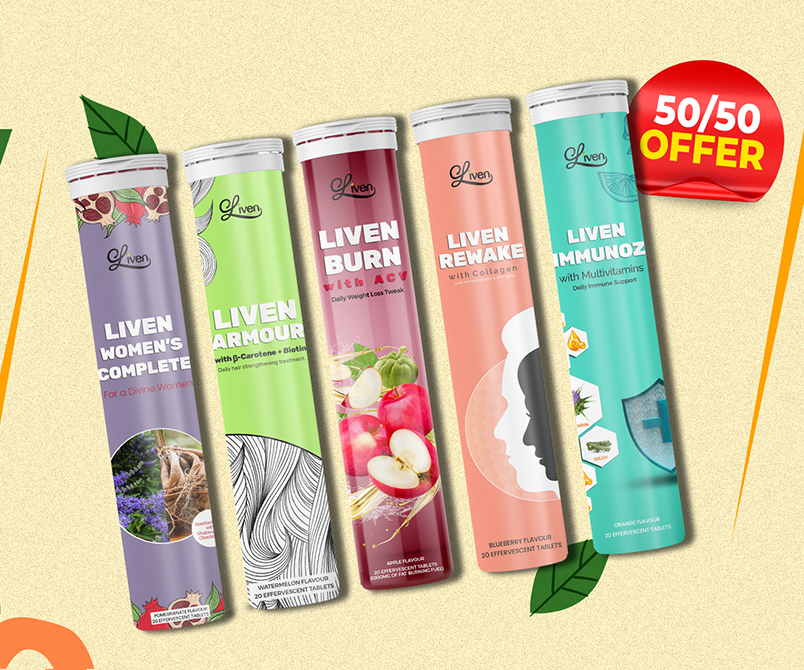 50/50
OFFER
Liven
LIVEN
WOMEN'S
COMPLETE
For a Divine Women
POMEGRANATE FLAVOUR
20 EFFERVESCENT TABLETS
Liven
LIVEN
ARMOUR
with β-Carotene + Biotin
Daily hair strengthening treatment
WATERMELON FLAVOUR
20 EFFERVESCENT TABLETS
Liven
LIVEN
BURN
with ACV
Daily Weight Loss Tweak
APPLE FLAVOUR
20 EFFERVESCENT TABLETS
Liven
LIVEN
REWAKE
with Collagen
BLUEBERRY FLAVOUR
20 EFFERVESCENT TABLETS
Liven
LIVEN
IMMUNOZ
with Multivitamins
Daily Immune Support
GILOY
ORANGE FLAVOUR
20 EFFERVESCENT TABLETS